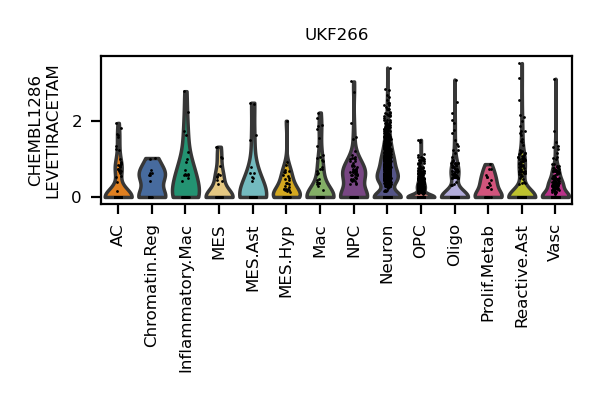 UKF266
CHEMBL1286
LEVETIRACETAM
2
0
AC
Chromatin.Reg
Inflammatory.Mac
MES
MES.Ast
MES.Hyp
Mac
NPC
Neuron
OPC
Oligo
Prolif.Metab
Reactive.Ast
Vasc